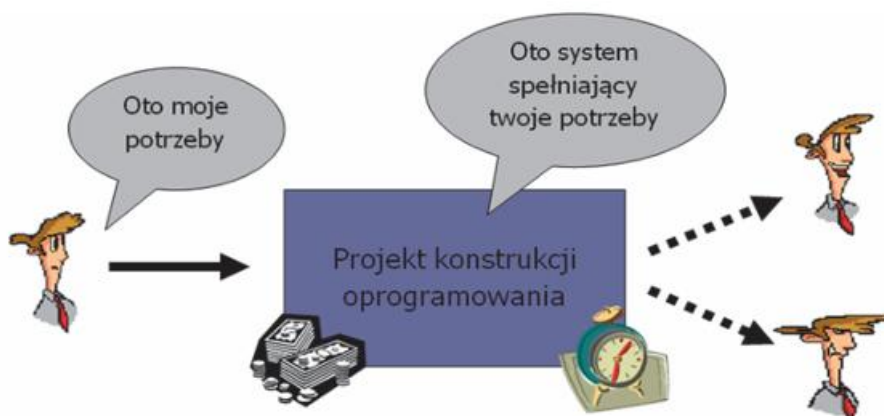 Oto moje
potrzeby
Oto system
spełniający
twoje potrzeby
Projekt konstrukcji
oprogramowania